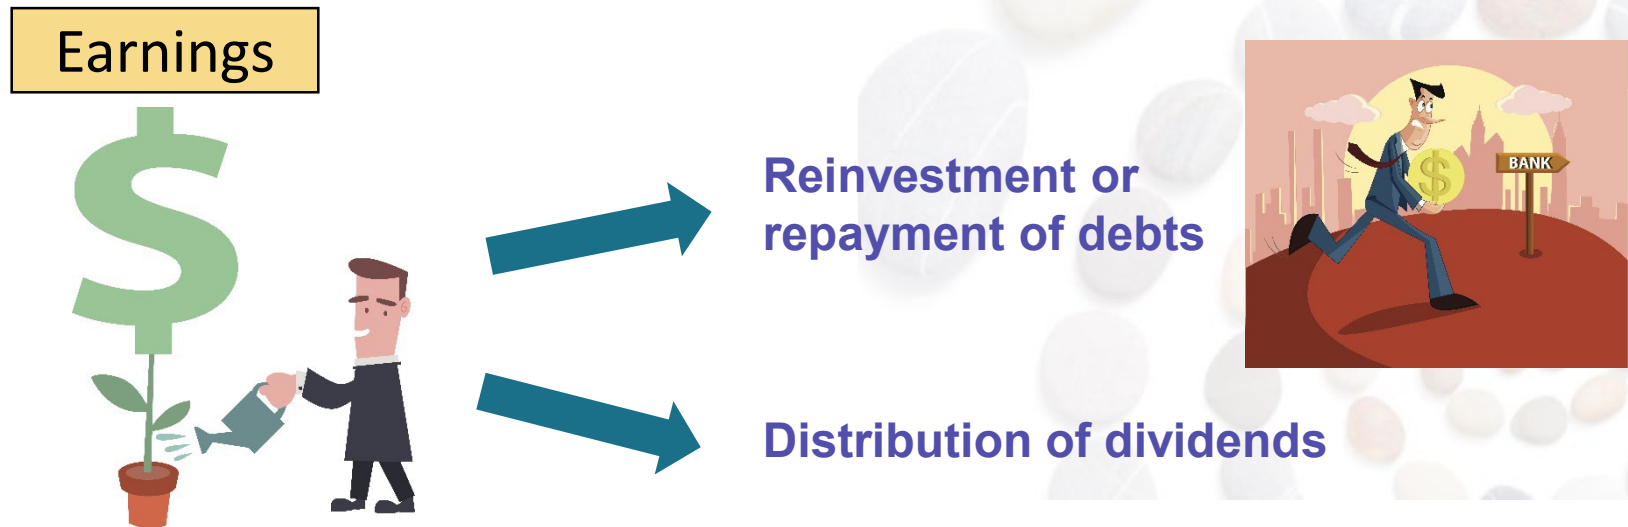 Earnings
Reinvestment or
repayment of debts
BANK
Distribution of dividends